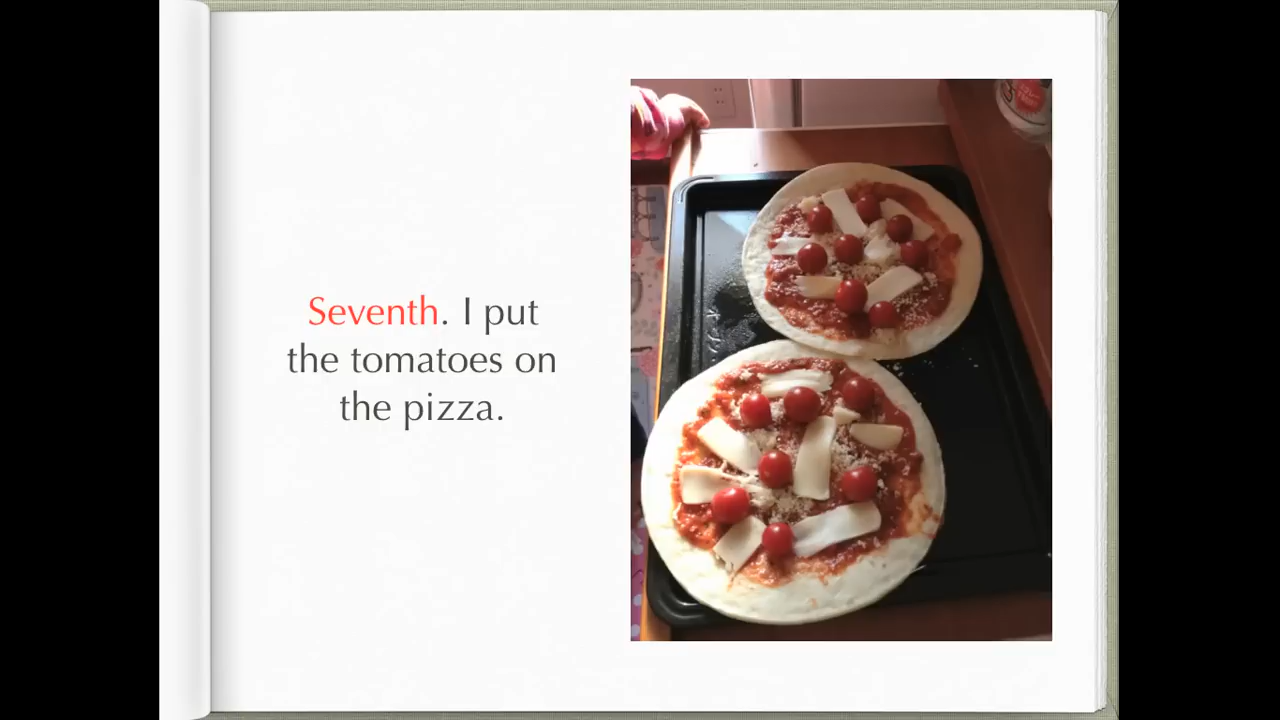 Seventh. I put
the tomatoes on
the pizza.